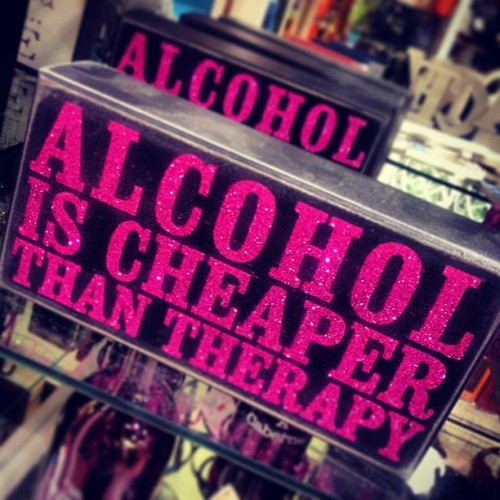 ALCOHOL
ALCOHOL
IS CHEAPER
THAN THERAPY